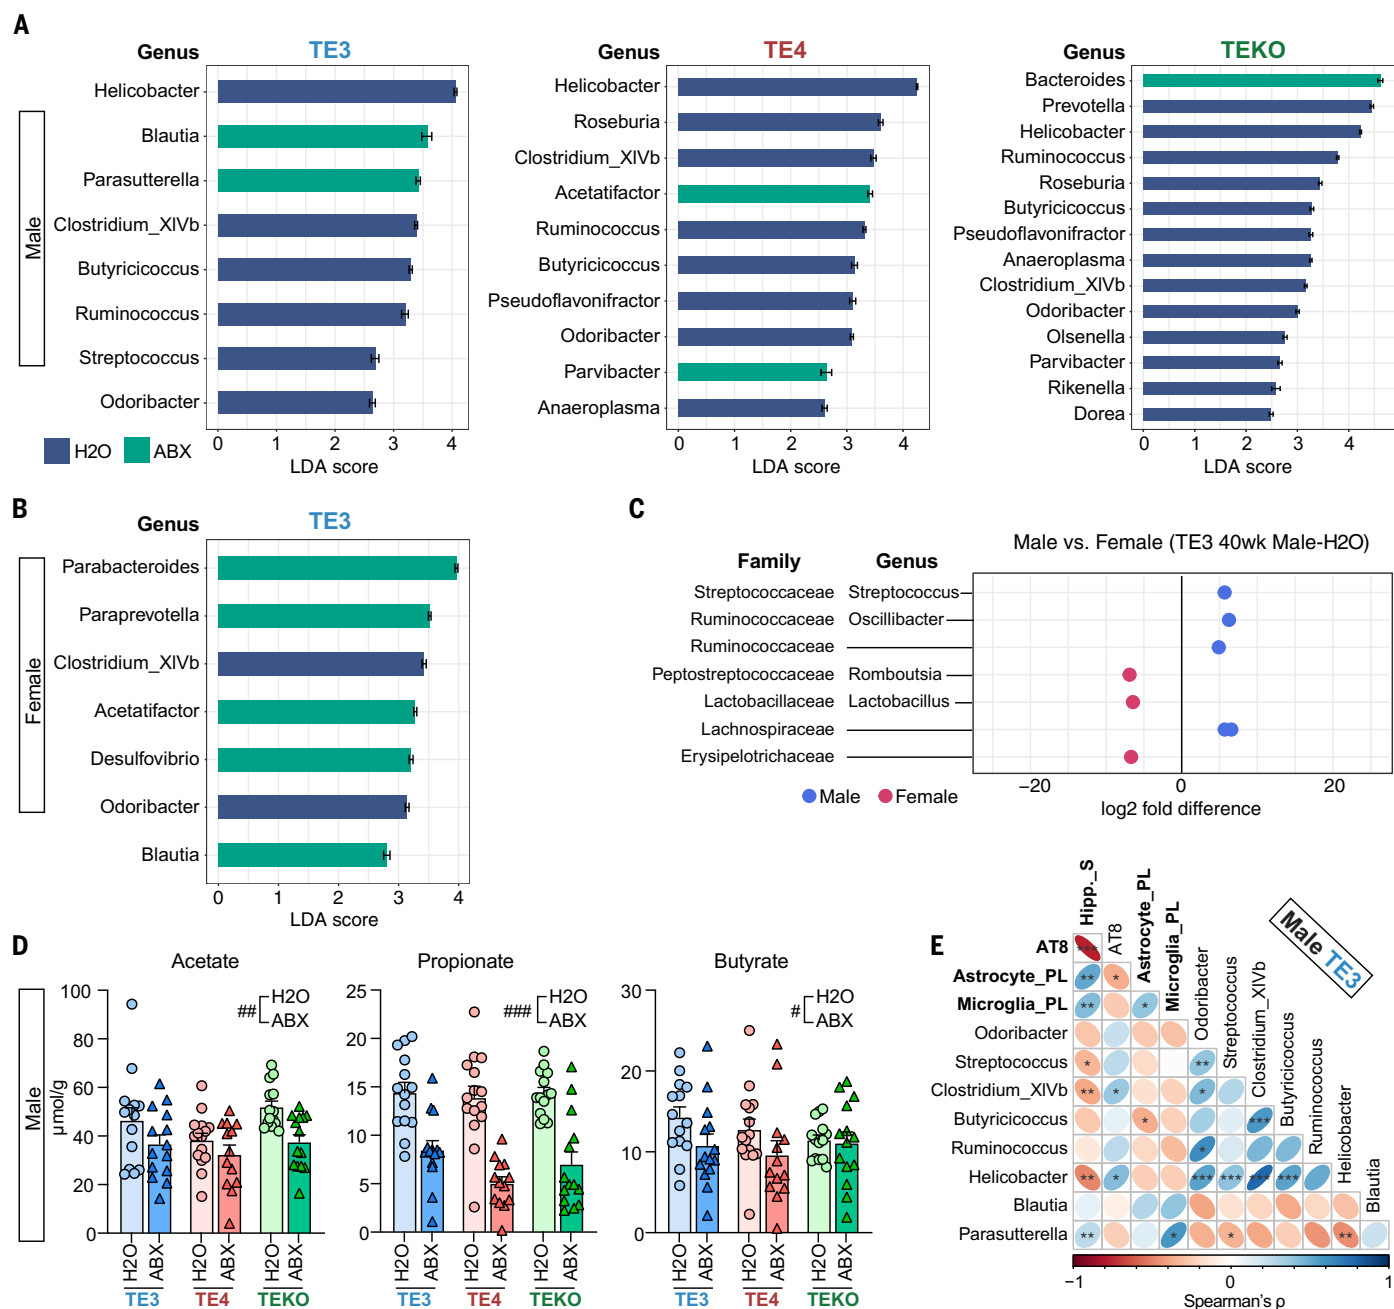 A
Genus
TE3
Helicobacter
Blautia
Parasutterella
Clostridium_XIVb
Butyricicoccus
Ruminococcus
Streptococcus
Odoribacter
0 1 2 3 4
LDA score
Male
H2O ABX
Genus
TE4
Helicobacter
Roseburia
Clostridium_XIVb
Acetatifactor
Ruminococcus
Butyricicoccus
Pseudoflavonifractor
Odoribacter
Parvibacter
Anaeroplasma
0 1 2 3 4
LDA score
Genus
TEKO
Bacteroides
Prevotella
Helicobacter
Ruminococcus
Roseburia
Butyricicoccus
Pseudoflavonifractor
Anaeroplasma
Clostridium_XIVb
Odoribacter
Olsenella
Parvibacter
Rikenella
Dorea
0 1 2 3 4
LDA score
B
Genus
TE3
Female
Parabacteroides
Paraprevotella
Clostridium_XIVb
Acetatifactor
Desulfovibrio
Odoribacter
Blautia
0 1 2 3 4
LDA score
C
Male vs. Female (TE3 40wk Male-H2O)
Family Genus
Streptococcaceae Streptococcus
Ruminococcaceae Oscillibacter
Ruminococcaceae
Peptostreptococcaceae Romboutsia
Lactobacillaceae Lactobacillus
Lachnospiraceae
Erysipelotrichaceae
−20 0 20
log2 fold difference
Male Female
D
Male
Acetate
µmol/g
100
80
60
40
20
0
## H2O
ABX
H2O ABX H2O ABX H2O ABX
TE3 TE4 TEKO
Propionate
25
20
15
10
5
0
### H2O
ABX
H2O ABX H2O ABX H2O ABX
TE3 TE4 TEKO
Butyrate
30
20
10
0
# H2O
ABX
H2O ABX H2O ABX H2O ABX
TE3 TE4 TEKO
E
Male TE3
Hipp._S
AT8
Astrocyte_PL
Microglia_PL
Odoribacter
Streptococcus
Clostridium_XIVb
Butyricicoccus
Ruminococcus
Helicobacter
Blautia
AT8 ***
Astrocyte_PL ** *
Microglia_PL ** *
Odoribacter
Streptococcus * **
Clostridium_XIVb ** * *
Butyricicoccus * ***
Ruminococcus *
Helicobacter ** * *** *** *** ***
Blautia
Parasutterella ** * * **
−1 0 1
Spearman's ρ